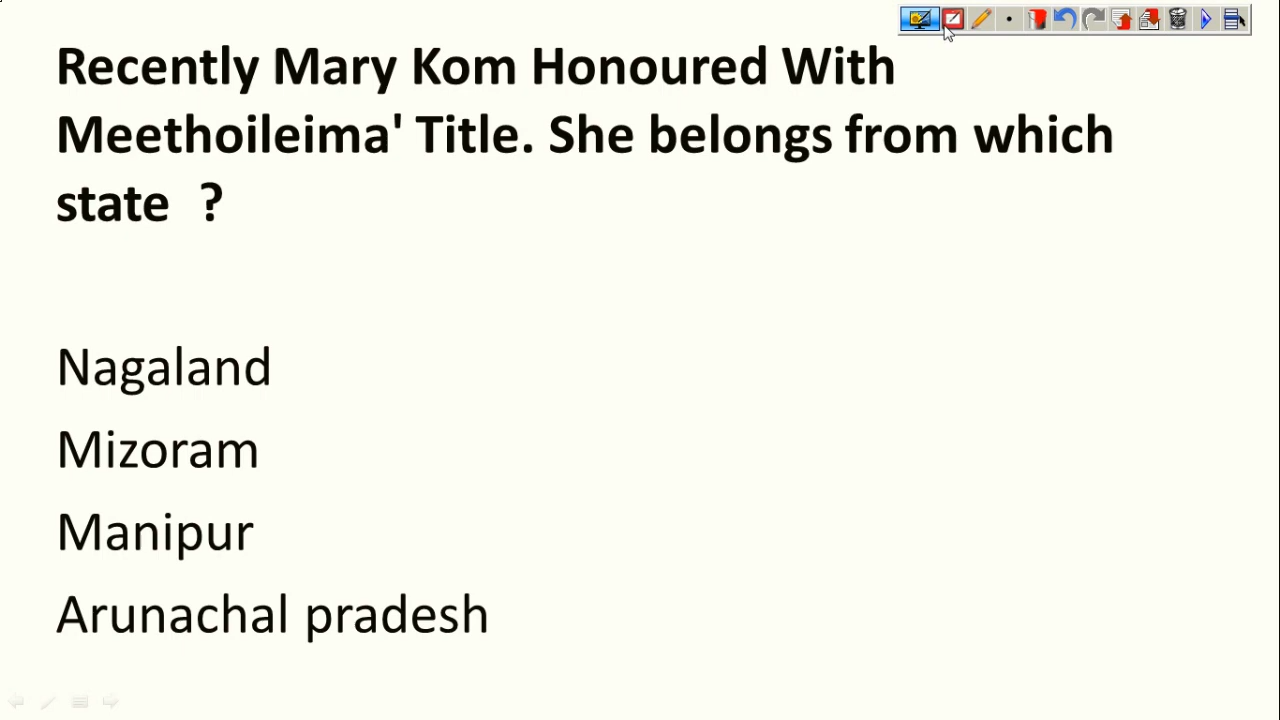 Recently Mary Kom Honoured With
Meethoileima' Title. She belongs from which
state ?
Nagaland
Mizoram
Manipur
Arunachal pradesh